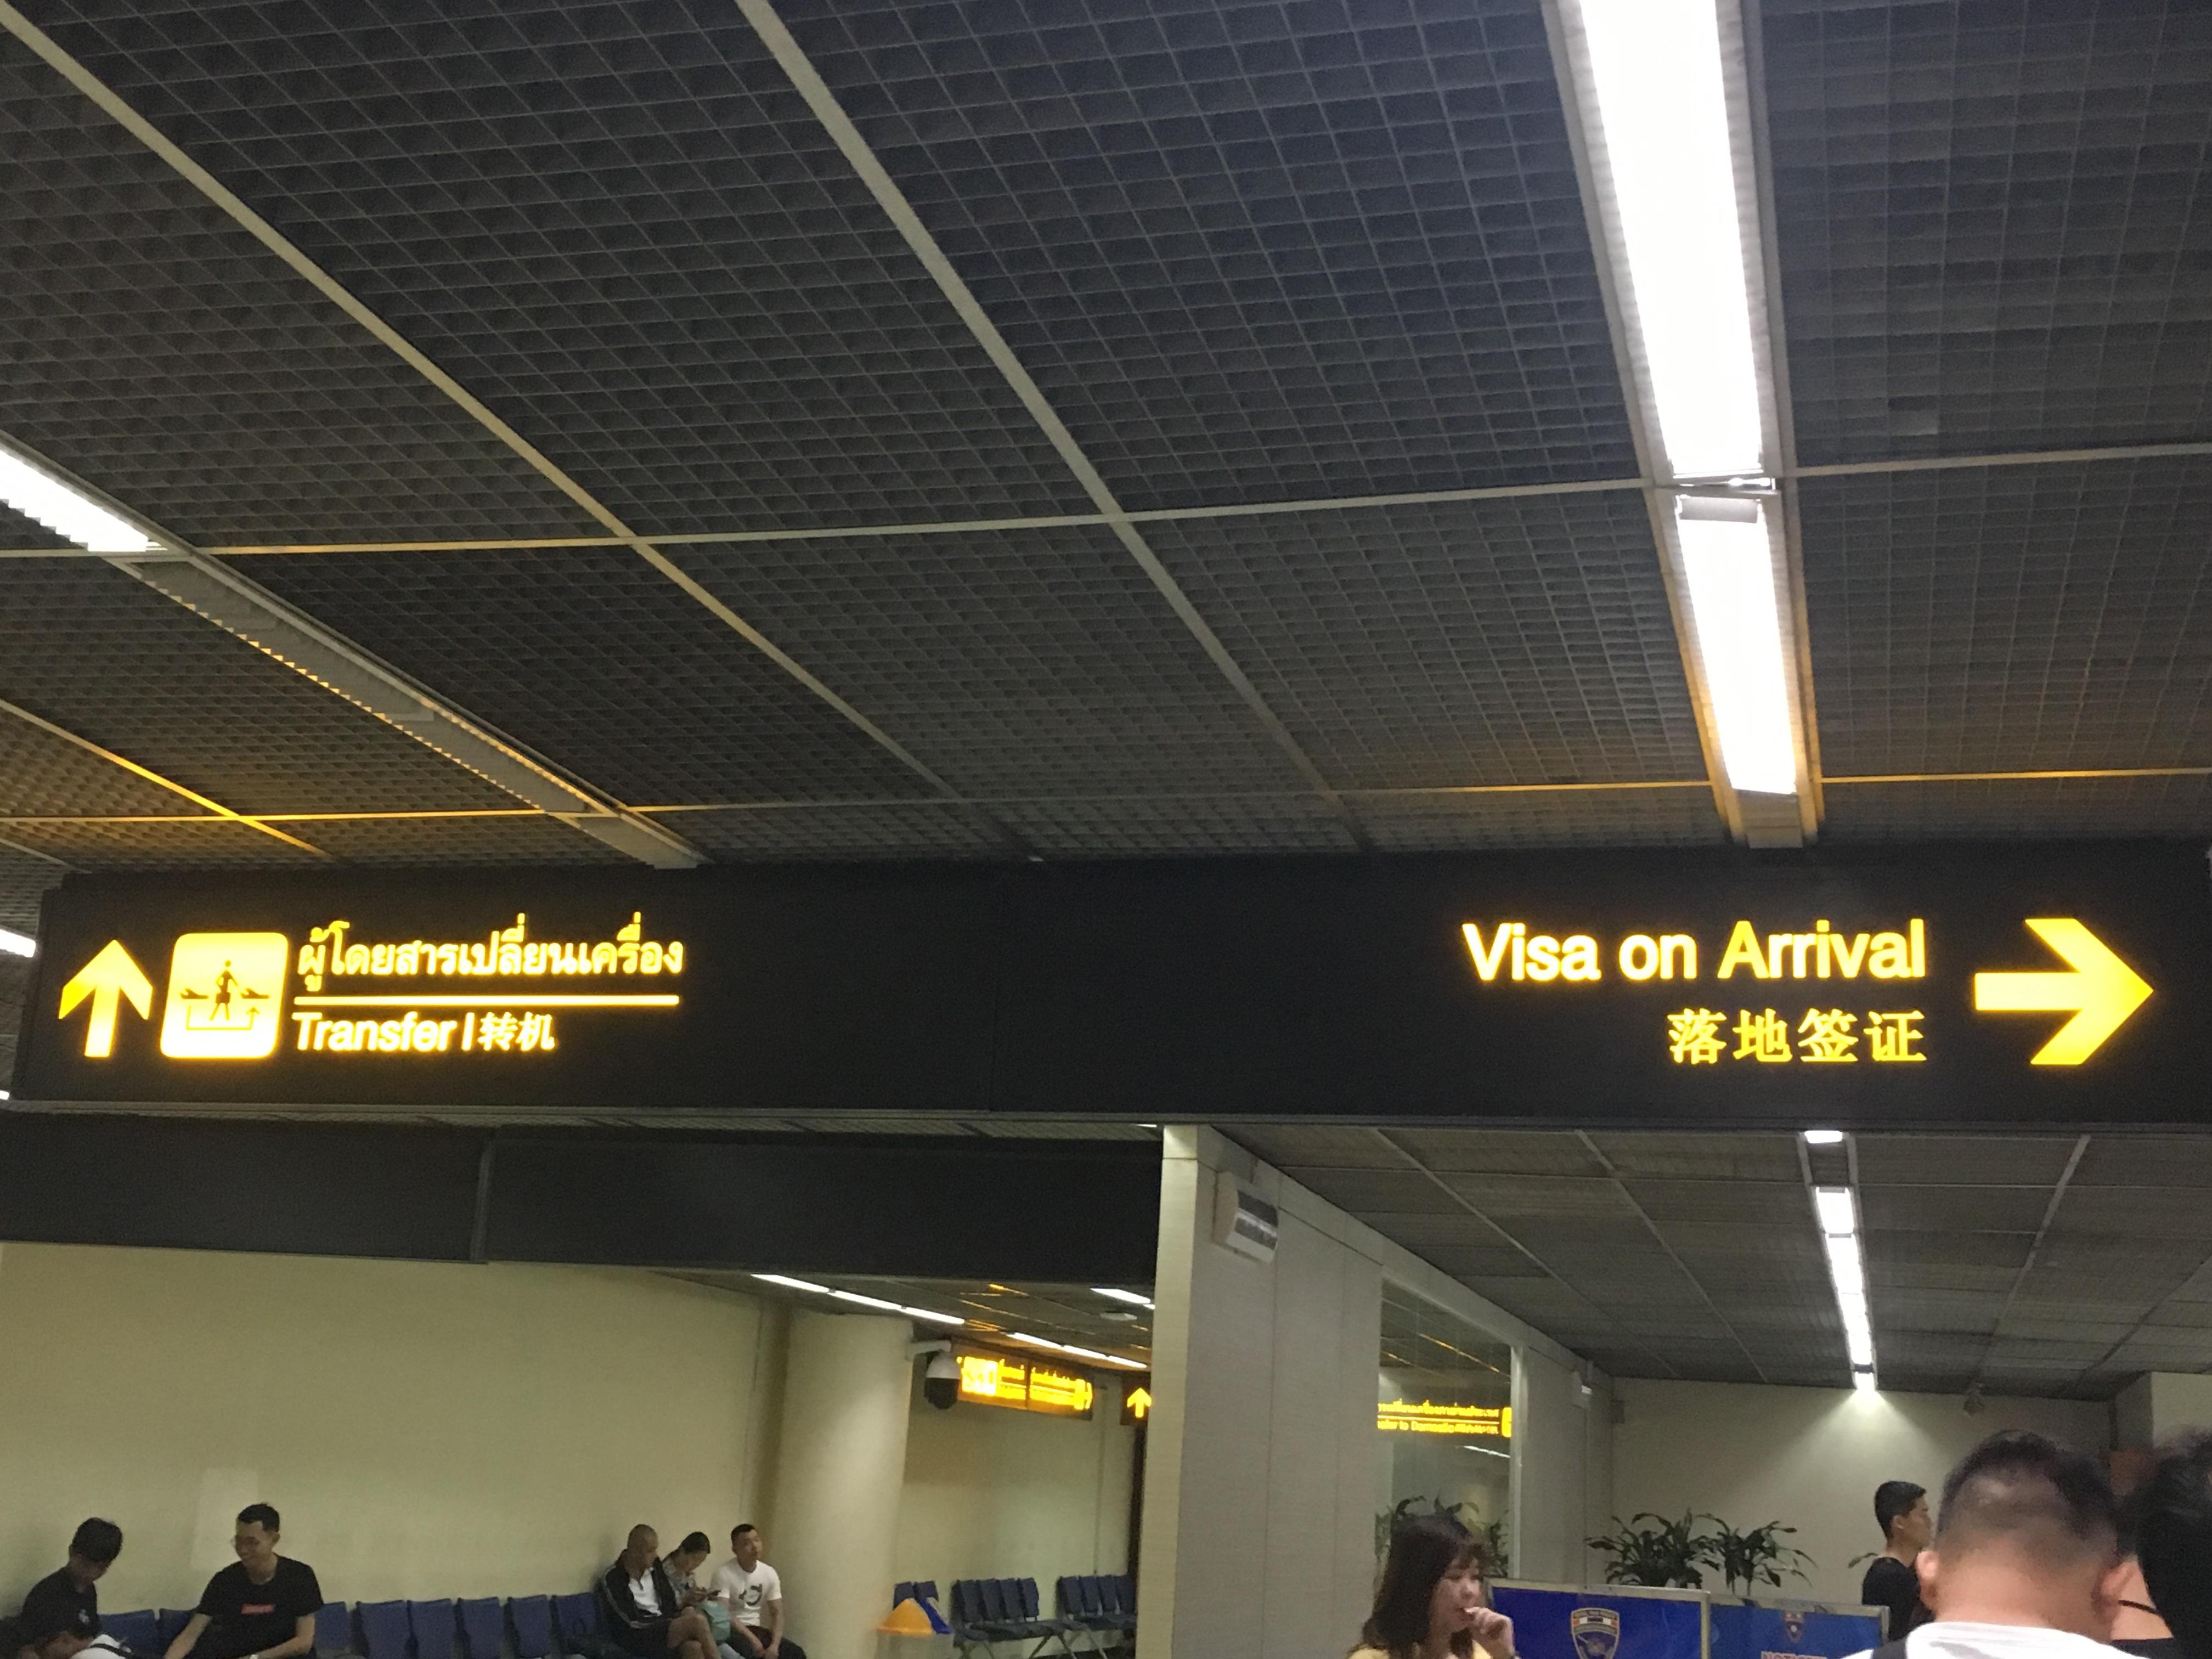 ผู้โดยสารเปลี่ยนเครื่อง
Transfer | 转机
Visa on Arrival
落地签证